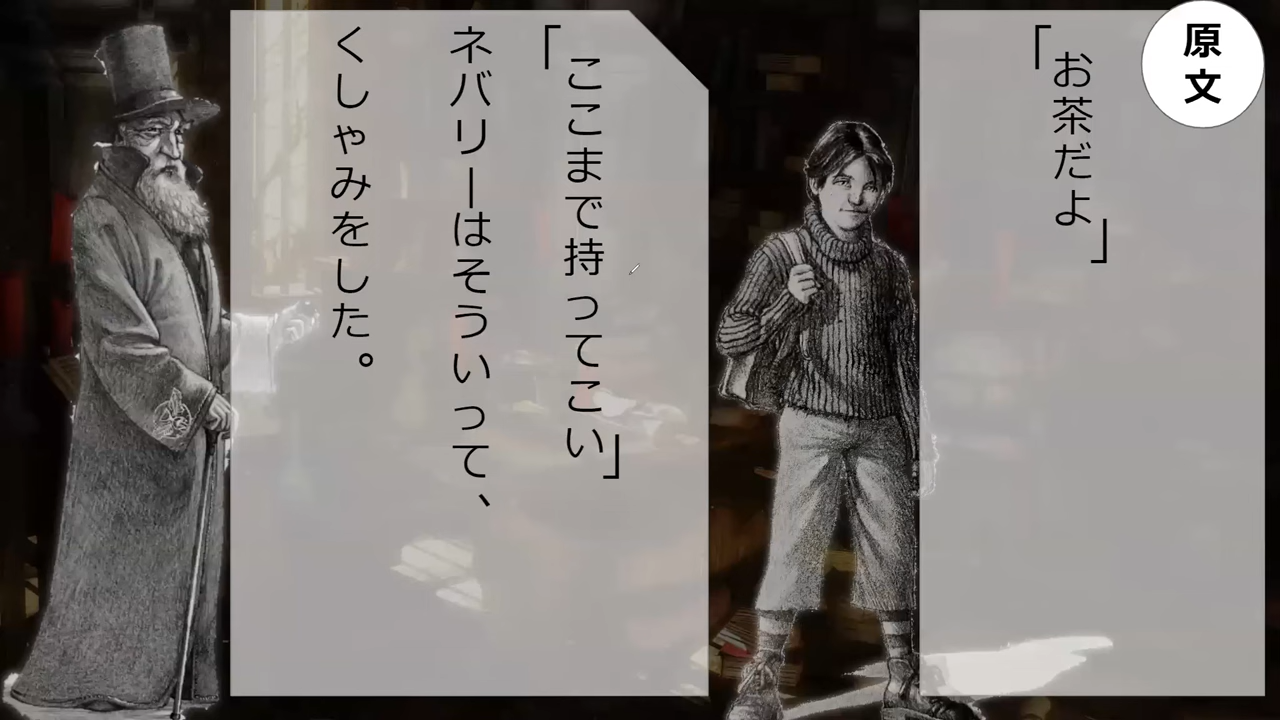 原文
「お茶だよ」
「ここまで持ってこい」
ネバリーはそういって、
くしゃみをした。